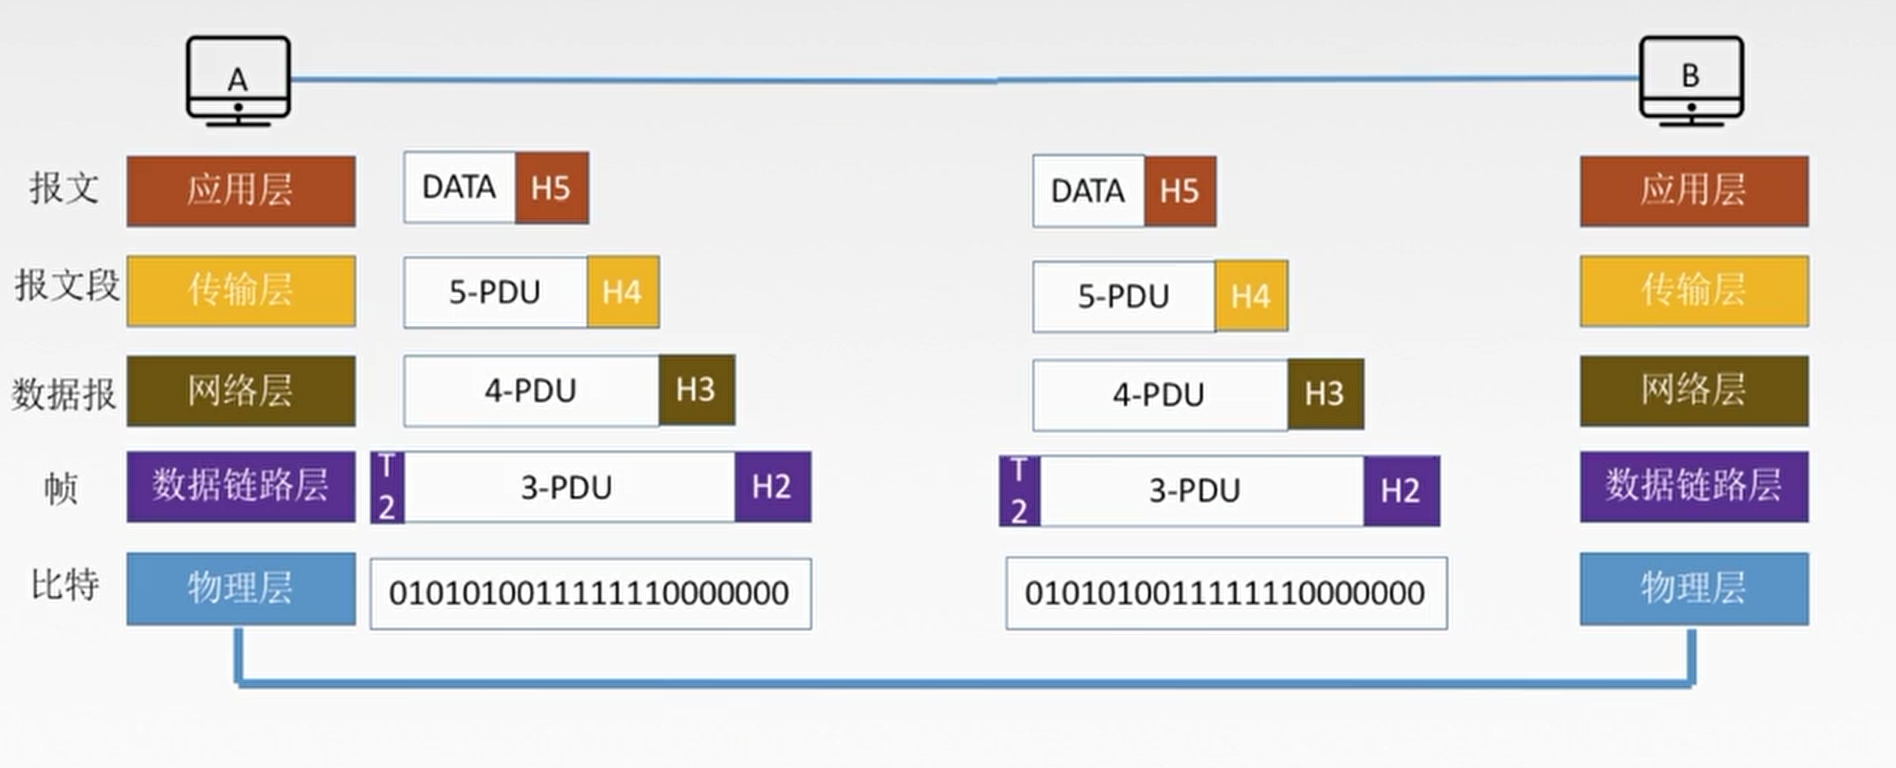 A
B
报文
应用层
DATA
H5
DATA
H5
应用层
报文段
传输层
5-PDU
H4
5-PDU
H4
传输层
数据报
网络层
4-PDU
H3
4-PDU
H3
网络层
帧
数据链路层
T
2
3-PDU
H2
T
2
3-PDU
H2
数据链路层
比特
物理层
0101010011111110000000
0101010011111110000000
物理层